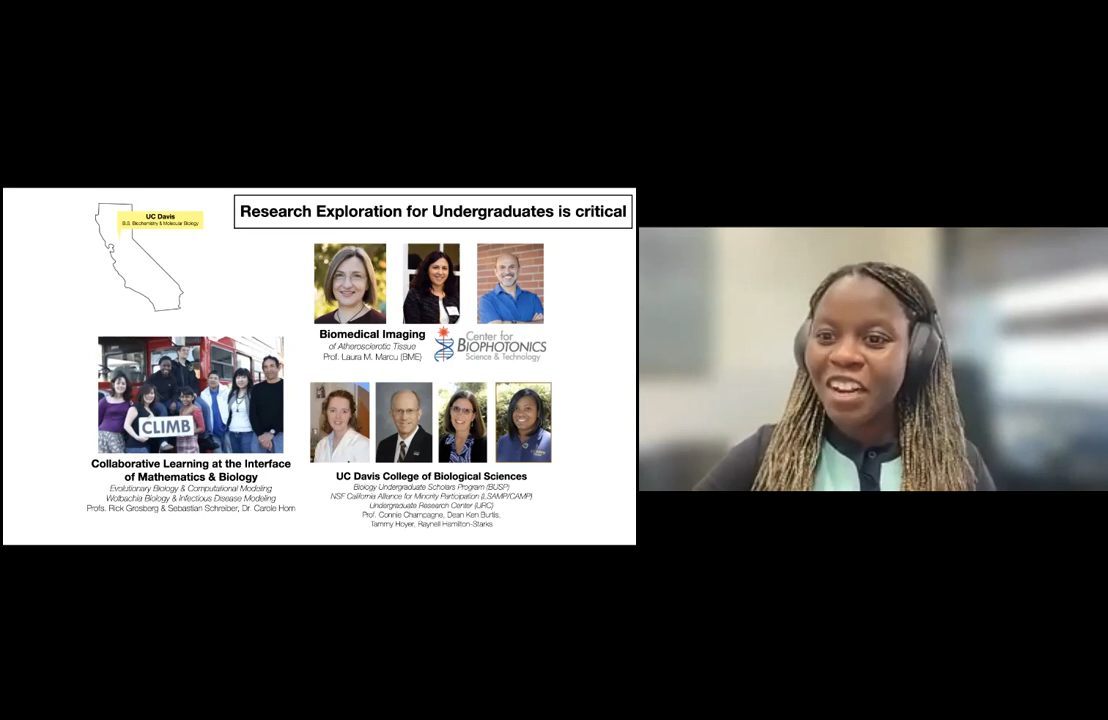 UC Davis
B.S. Biochemistry & Molecular Biology
Research Exploration for Undergraduates is critical
Biomedical Imaging
of Atherosclerotic Tissue
Prof. Laura M. Marcu (BME)
Center for
BIOPHOTONICS
Science & Technology
CLIMB
Collaborative Learning at the Interface
of Mathematics & Biology
Evolutionary Biology & Computational Modeling
Wolbachia Biology & Infectious Disease Modeling
Profs. Rick Grosberg & Sebastian Schreiber, Dr. Carole Hom
UC Davis College of Biological Sciences
Biology Undergraduate Scholars Program (BUSP)
NSF California Alliance for Minority Participation (LSAMP/CAMP)
Undergraduate Research Center (URC)
Prof. Connie Champagne, Dean Ken Burtis,
Tammy Hoyer, Raynell Hamilton-Starks